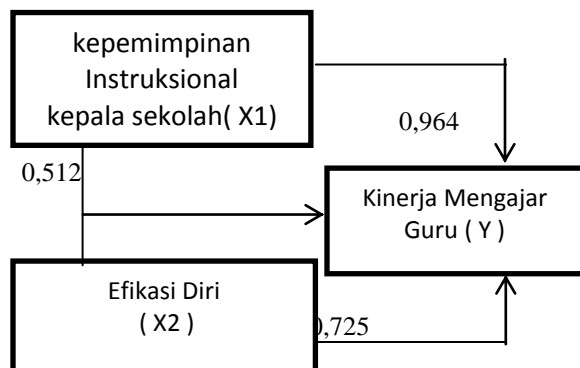 kepemimpinan
Instruksional
kepala sekolah( X1)
0,964
0,512
Kinerja Mengajar
Guru ( Y )
Efikasi Diri
( X2 )
0,725